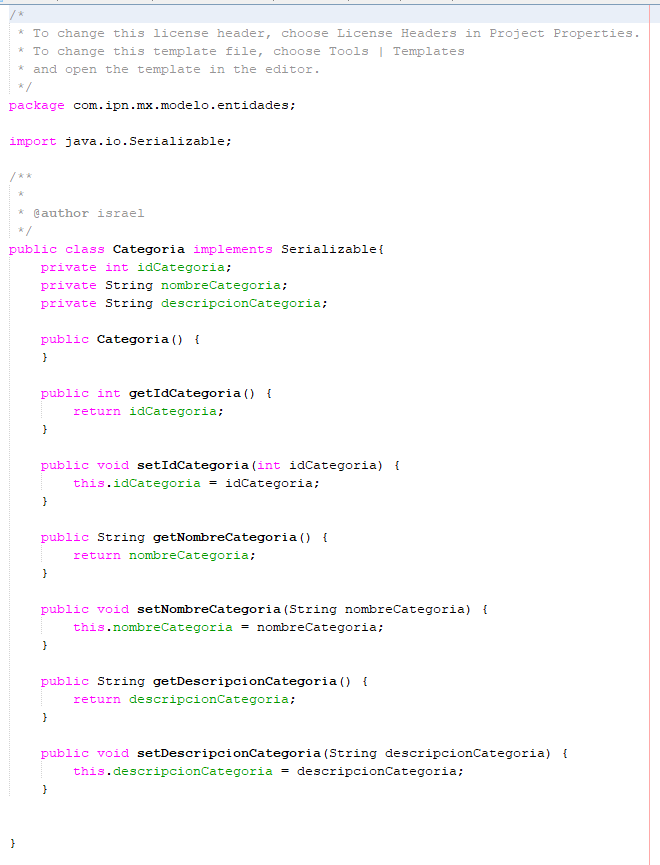 /*
 * To change this license header, choose License Headers in Project Properties.
 * To change this template file, choose Tools | Templates
 * and open the template in the editor.
 */
package com.ipn.mx.modelo.entidades;

import java.io.Serializable;

/**
 *
 * @author israel
 */
public class Categoria implements Serializable{
    private int idCategoria;
    private String nombreCategoria;
    private String descripcionCategoria;

    public Categoria() {
    }

    public int getIdCategoria() {
        return idCategoria;
    }

    public void setIdCategoria(int idCategoria) {
        this.idCategoria = idCategoria;
    }

    public String getNombreCategoria() {
        return nombreCategoria;
    }

    public void setNombreCategoria(String nombreCategoria) {
        this.nombreCategoria = nombreCategoria;
    }

    public String getDescripcionCategoria() {
        return descripcionCategoria;
    }

    public void setDescripcionCategoria(String descripcionCategoria) {
        this.descripcionCategoria = descripcionCategoria;
    }


}